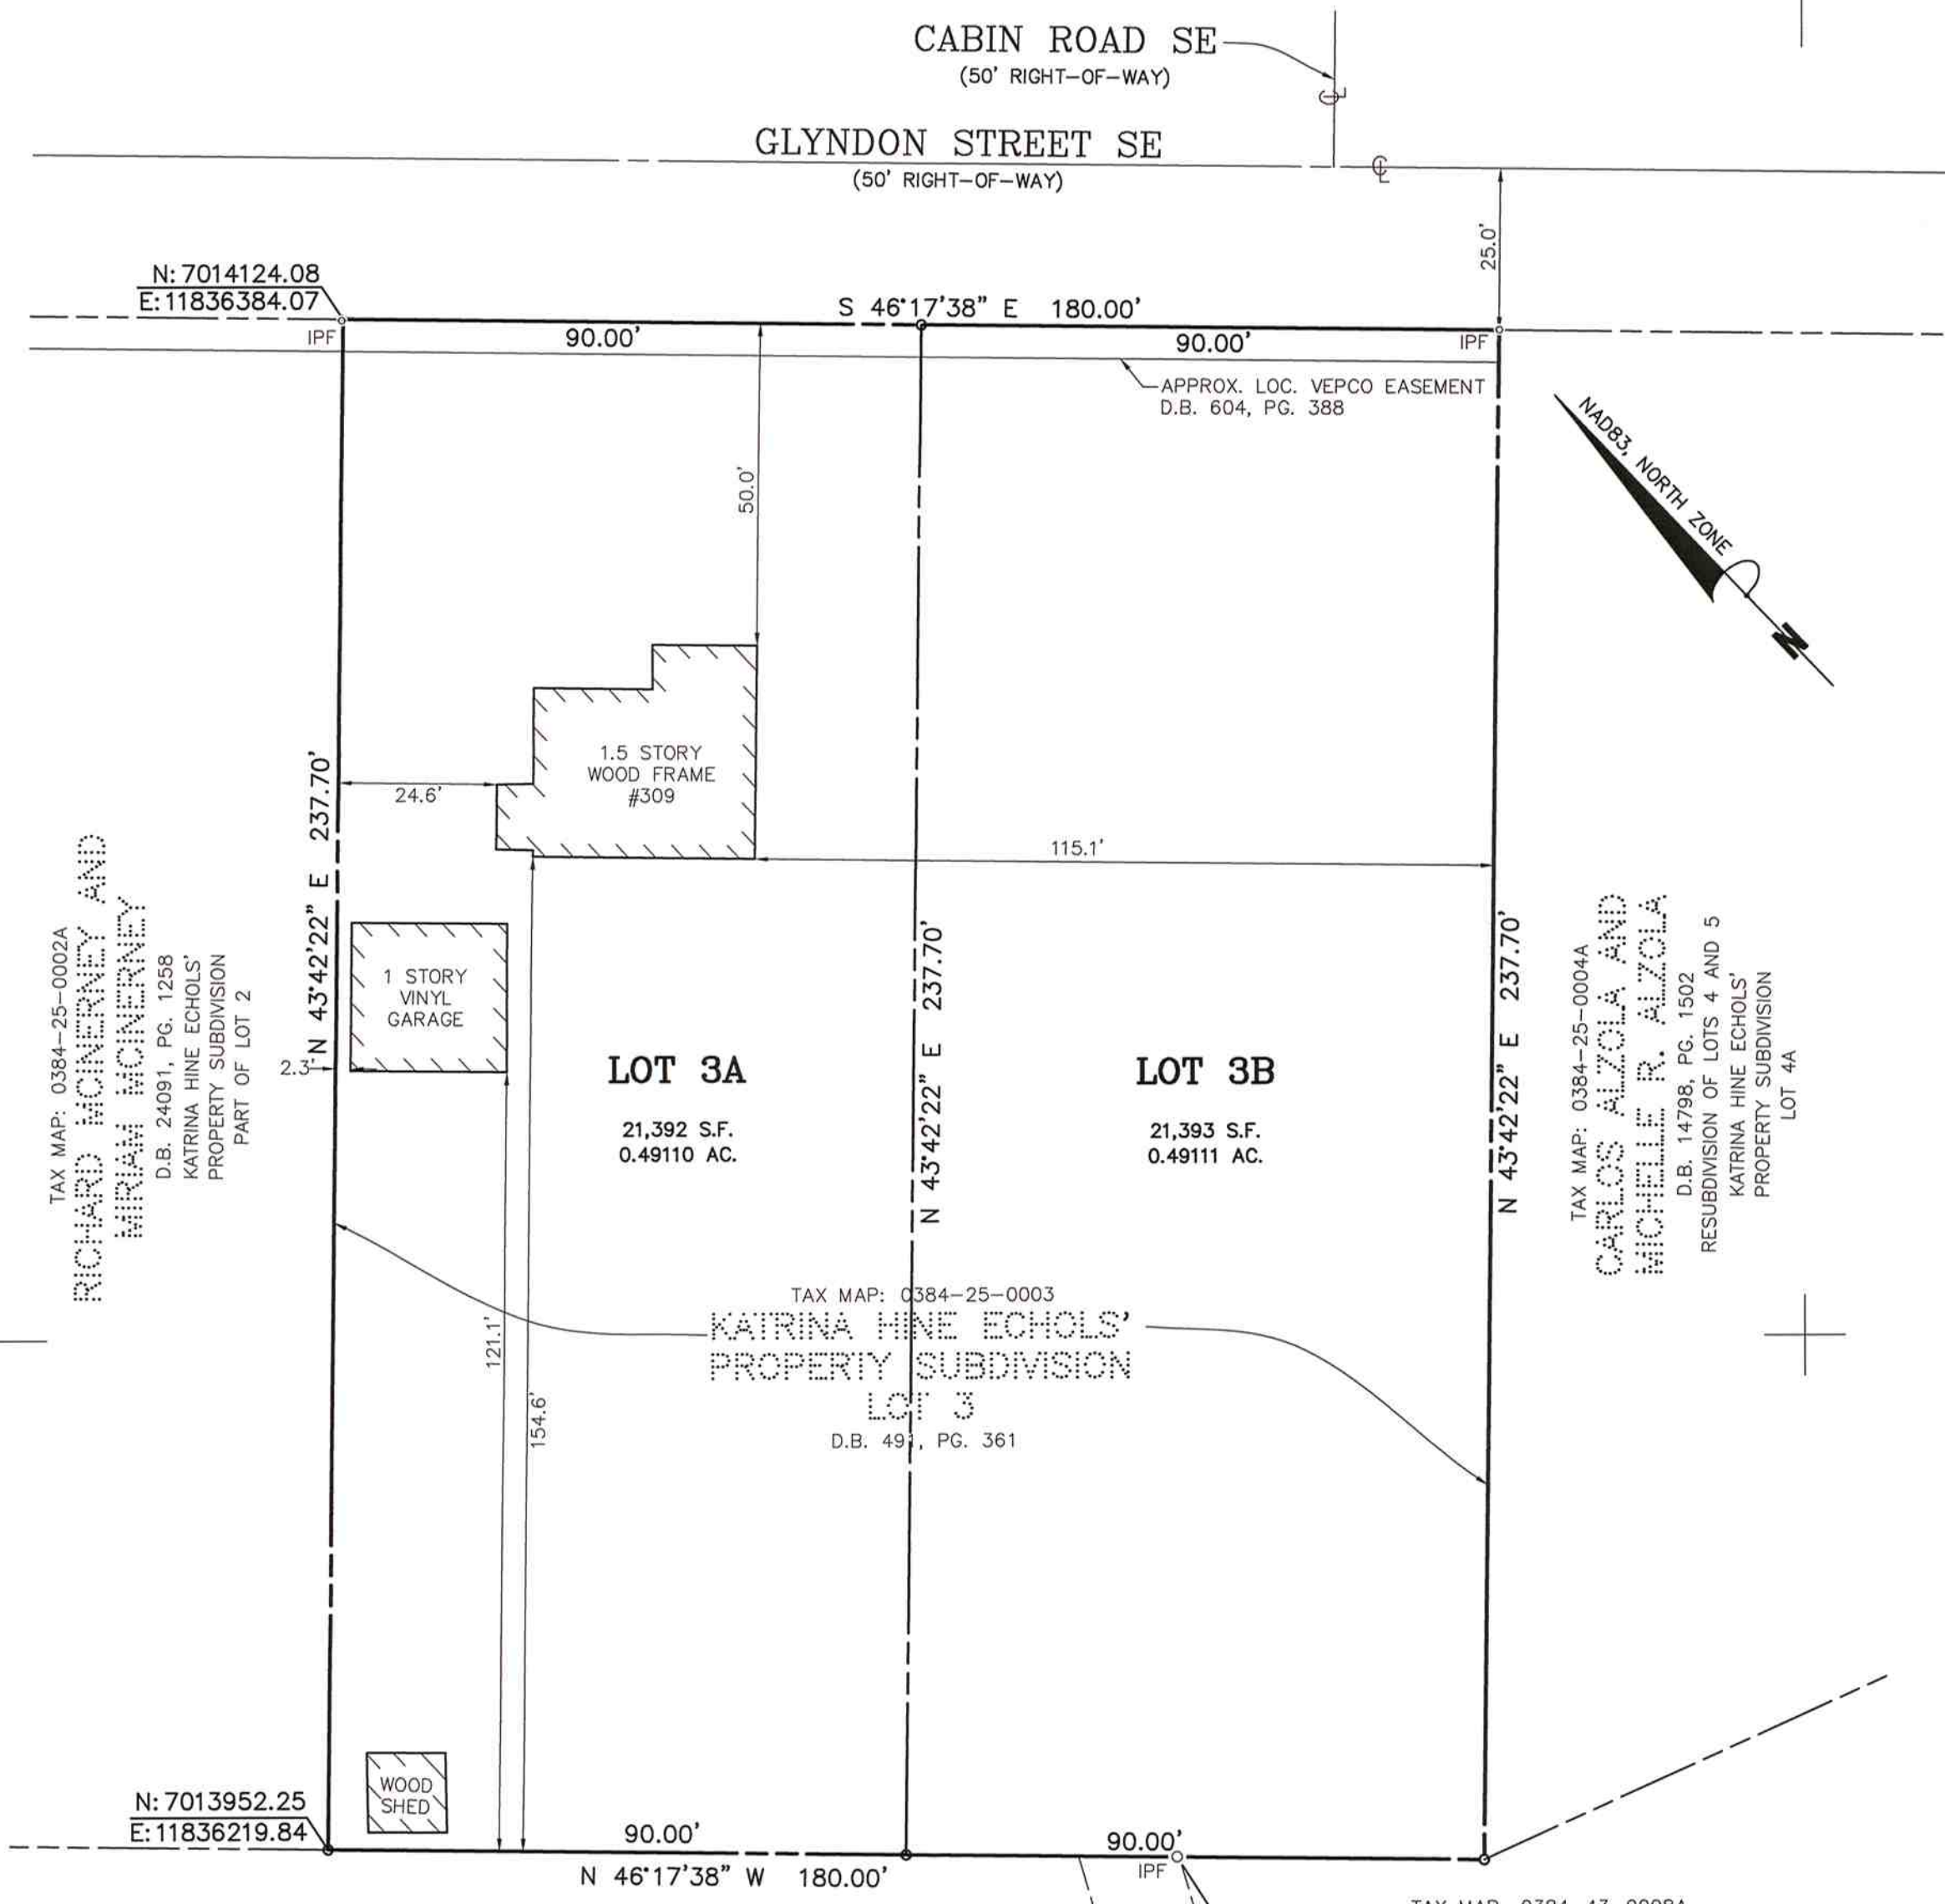 CABIN ROAD SE
(50' RIGHT-OF-WAY)
GLYNDON STREET SE
(50' RIGHT-OF-WAY)
25.0'
N: 7014124.08
E: 11836384.07
S 46°17'38" E 180.00'
IPF
90.00'
90.00'
IPF
APPROX. LOC. VEPCO EASEMENT
D.B. 604, PG. 388
NAD83, NORTH ZONE
N
50.0'
1.5 STORY
WOOD FRAME
#309
24.6'
115.1'
N 43°42'22" E 237.70'
TAX MAP: 0384-25-0002A
RICHARD MCINERNEY AND
MIRIAM MCINERNEY
D.B. 24091, PG. 1258
KATRINA HINE ECHOLS'
PROPERTY SUBDIVISION
PART OF LOT 2
1 STORY
VINYL
GARAGE
2.3'
LOT 3A
21,392 S.F.
0.49110 AC.
N 43°42'22" E 237.70'
LOT 3B
21,393 S.F.
0.49111 AC.
N 43°42'22" E 237.70'
TAX MAP: 0384-25-0004A
CARLOS ALZOLA AND
MICHELLE R. ALZOLA
D.B. 14798, PG. 1502
RESUBDIVISION OF LOTS 4 AND 5
KATRINA HINE ECHOLS'
PROPERTY SUBDIVISION
LOT 4A
TAX MAP: 0384-25-0003
KATRINA HINE ECHOLS'
PROPERTY SUBDIVISION
LOT 3
D.B. 491, PG. 361
121.1'
154.6'
WOOD
SHED
N: 7013952.25
E: 11836219.84
90.00'
90.00'
IPF
N 46°17'38" W 180.00'